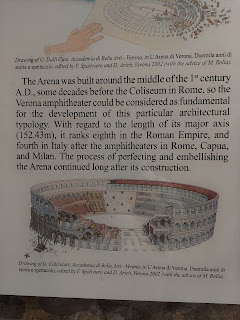 Drawing of G. Dalli Cani, Accademia di Belle Arti - Verona, in L'Arena di Verona. Duemila anni di
storia e spettacolo, edited by F. Spalviero and D. Arich, Verona 2002 (with the advice of M. Bolla).
The Arena was built around the middle of the 1st century
A.D., some decades before the Coliseum in Rome, so the
Verona amphitheater could be considered as fundamental
for the development of this particular architectural
typology. With regard to the length of its major axis
(152.43m), it ranks eighth in the Roman Empire, and
fourth in Italy after the amphitheaters in Rome, Capua,
and Milan. The process of perfecting and embellishing
the Arena continued long after its construction.
Drawing of G. Accademia di Belle Arti - Verona, in L'Arena di Verona. Duemila anni di
storia e spettacolo, edited by F. Spalviero and D. Arich, Verona 2002 (with the advice of M. Bolla).